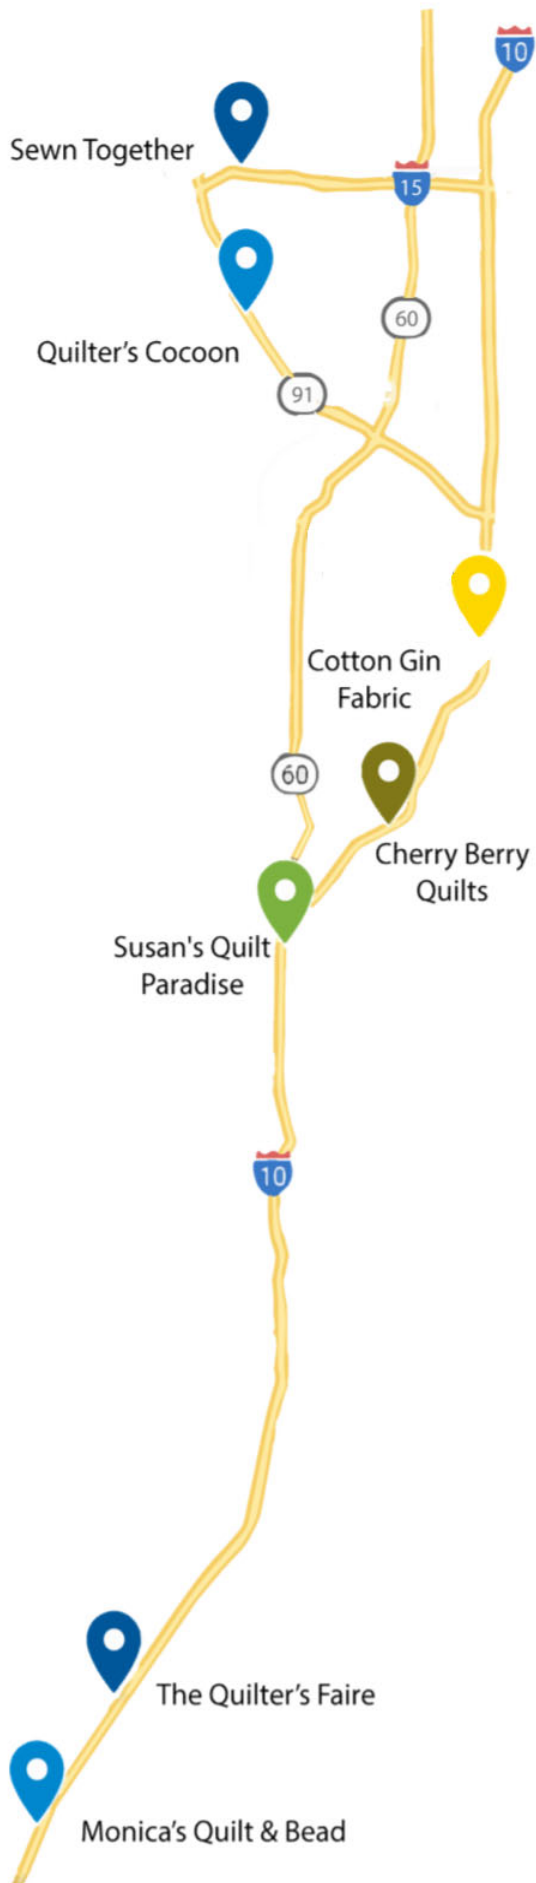 10
Sewn Together
15
60
Quilter's Cocoon
91
Cotton Gin
Fabric
60
Cherry Berry
Quilts
Susan's Quilt
Paradise
10
The Quilter's Faire
Monica's Quilt & Bead